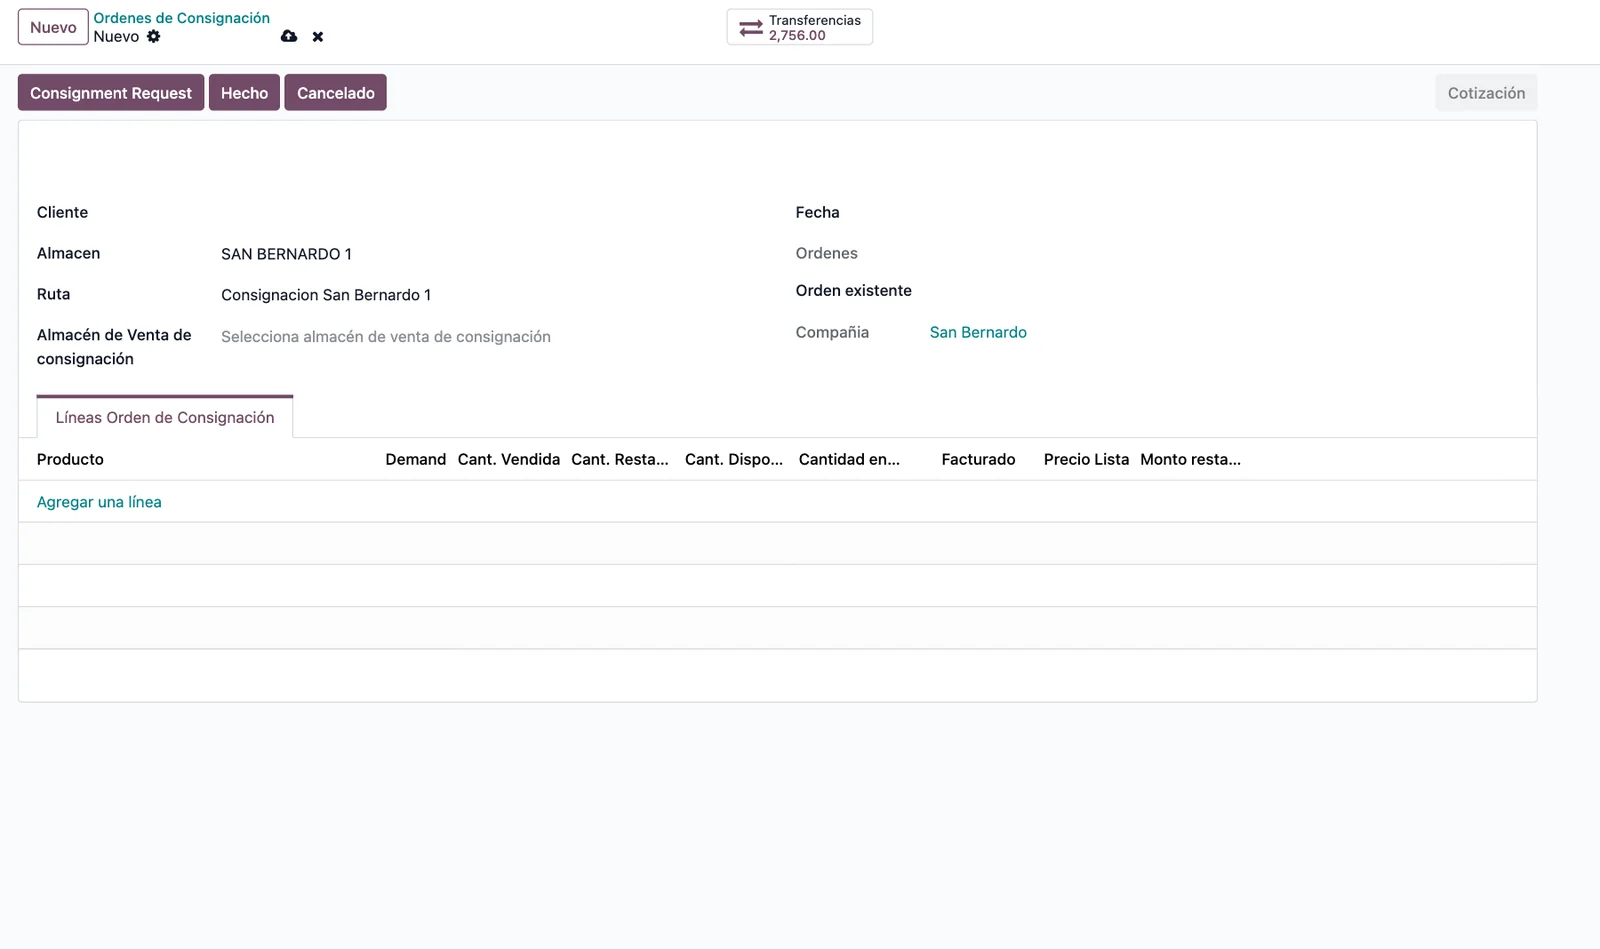 Nuevo
Ordenes de Consignación
Nuevo
Transferencias
2,756.00
Consignment Request
Hecho
Cancelado
Cotización
Cliente
Fecha
Almacen
SAN BERNARDO 1
Ordenes
Ruta
Consignacion San Bernardo 1
Orden existente
Almacén de Venta de
consignación
Selecciona almacén de venta de consignación
Compañia
San Bernardo
Líneas Orden de Consignación
Producto
Demand
Cant. Vendida
Cant. Resta...
Cant. Dispo...
Cantidad en...
Facturado
Precio Lista
Monto resta...
Agregar una línea